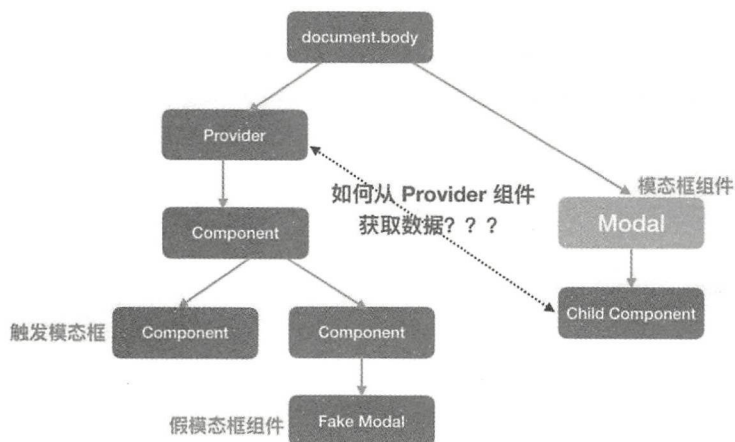 document.body
Provider
模态框组件
如何从 Provider 组件
获取数据？？？
Modal
Component
Child Component
触发模态框
Component
Component
假模态框组件
Fake Modal